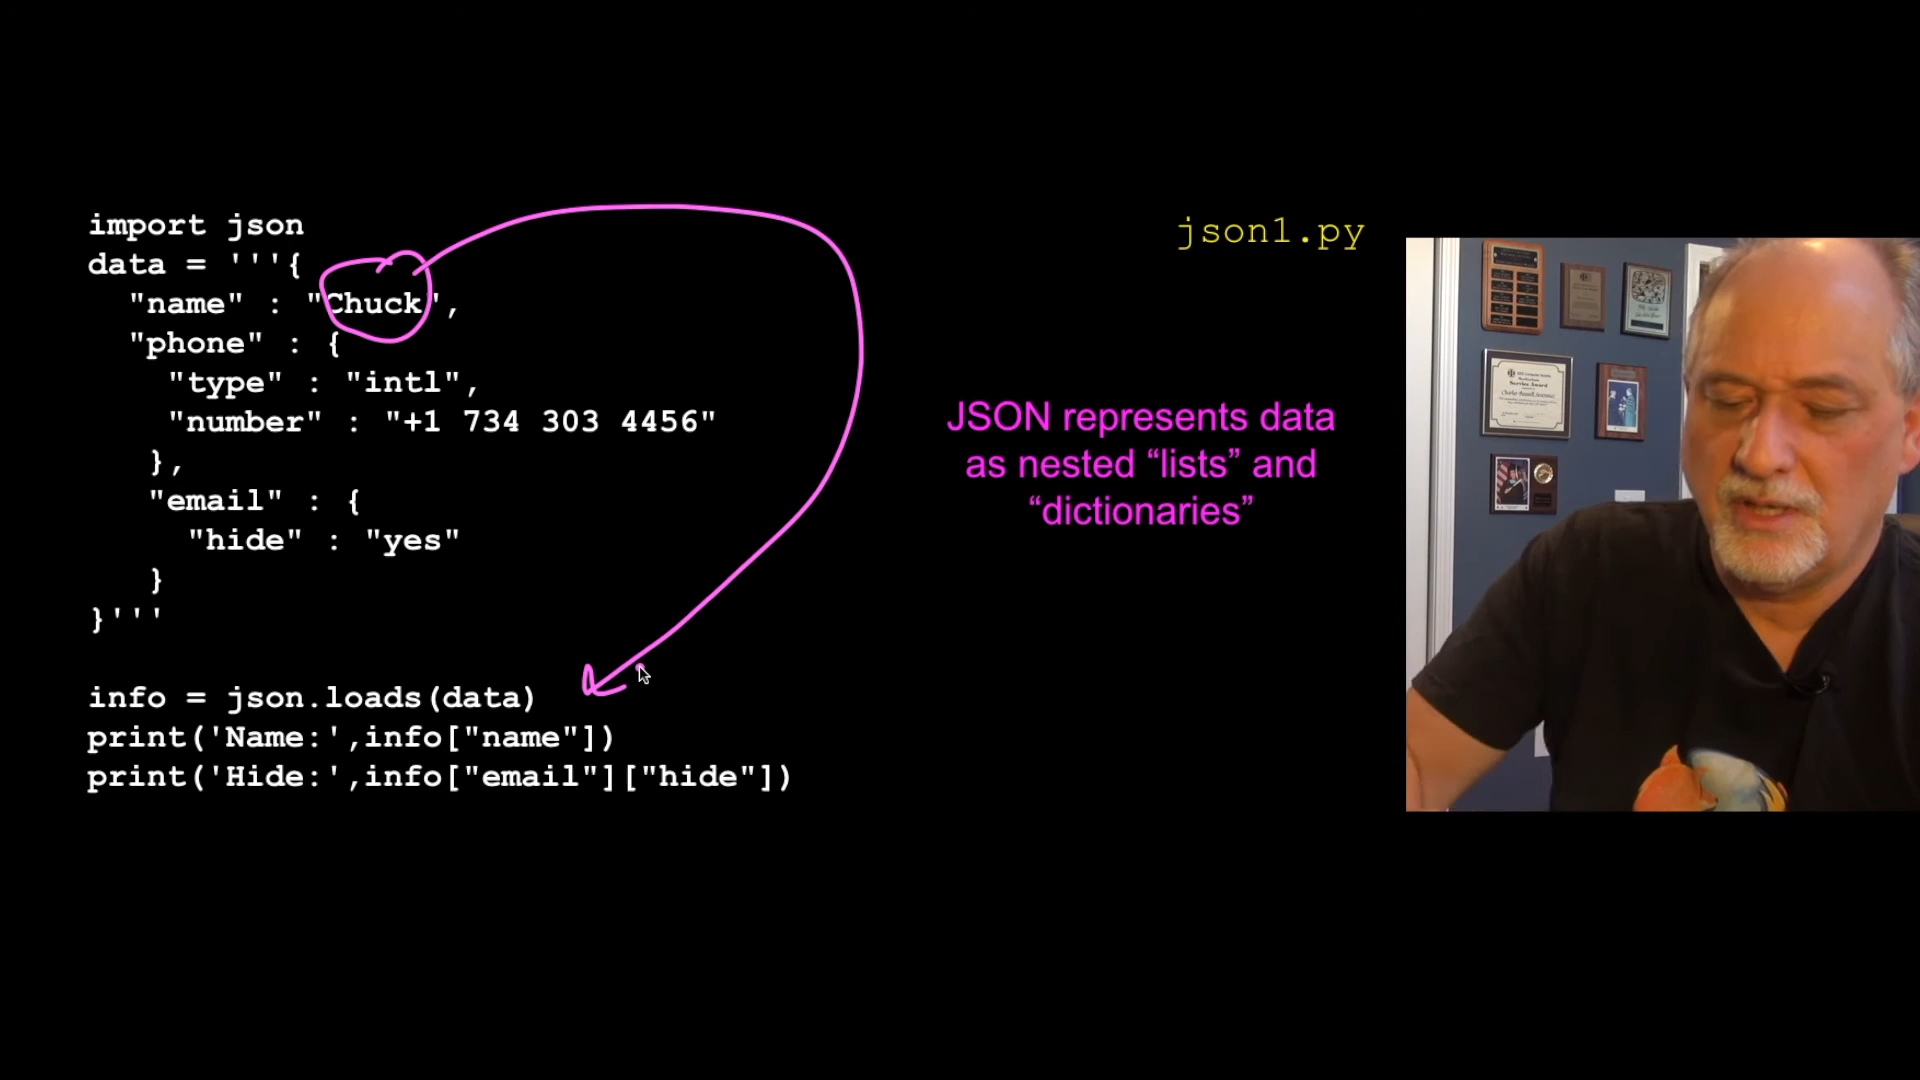 import json
data = '''{
"name" : "Chuck",
"phone" : {
"type" : "intl",
"number" : "+1 734 303 4456"
},
"email" : {
"hide" : "yes"
}
}'''
info = json.loads(data)
print('Name:',info["name"])
print('Hide:',info["email"]["hide"])
json1.py
JSON represents data
as nested “lists” and
“dictionaries”
Service Award